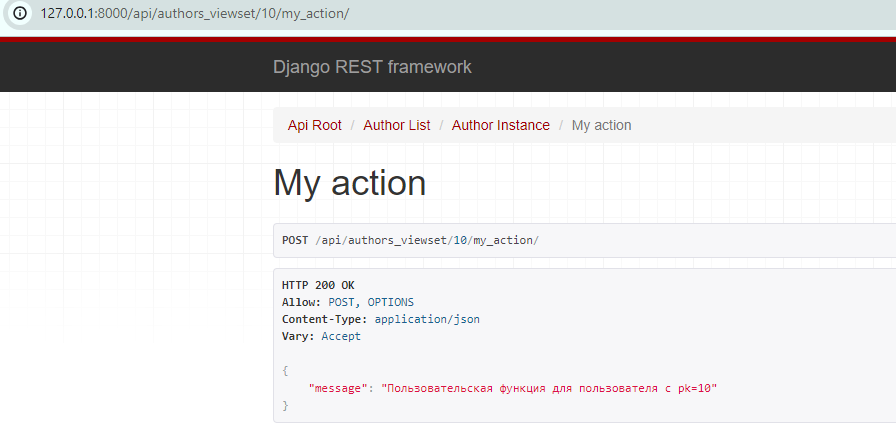 127.0.0.1:8000/api/authors_viewset/10/my_action/
Django REST framework
Api Root / Author List / Author Instance / My action
My action
POST /api/authors_viewset/10/my_action/
HTTP 200 OK
Allow: POST, OPTIONS
Content-Type: application/json
Vary: Accept
{
    "message": "Пользовательская функция для пользователя с pk=10"
}